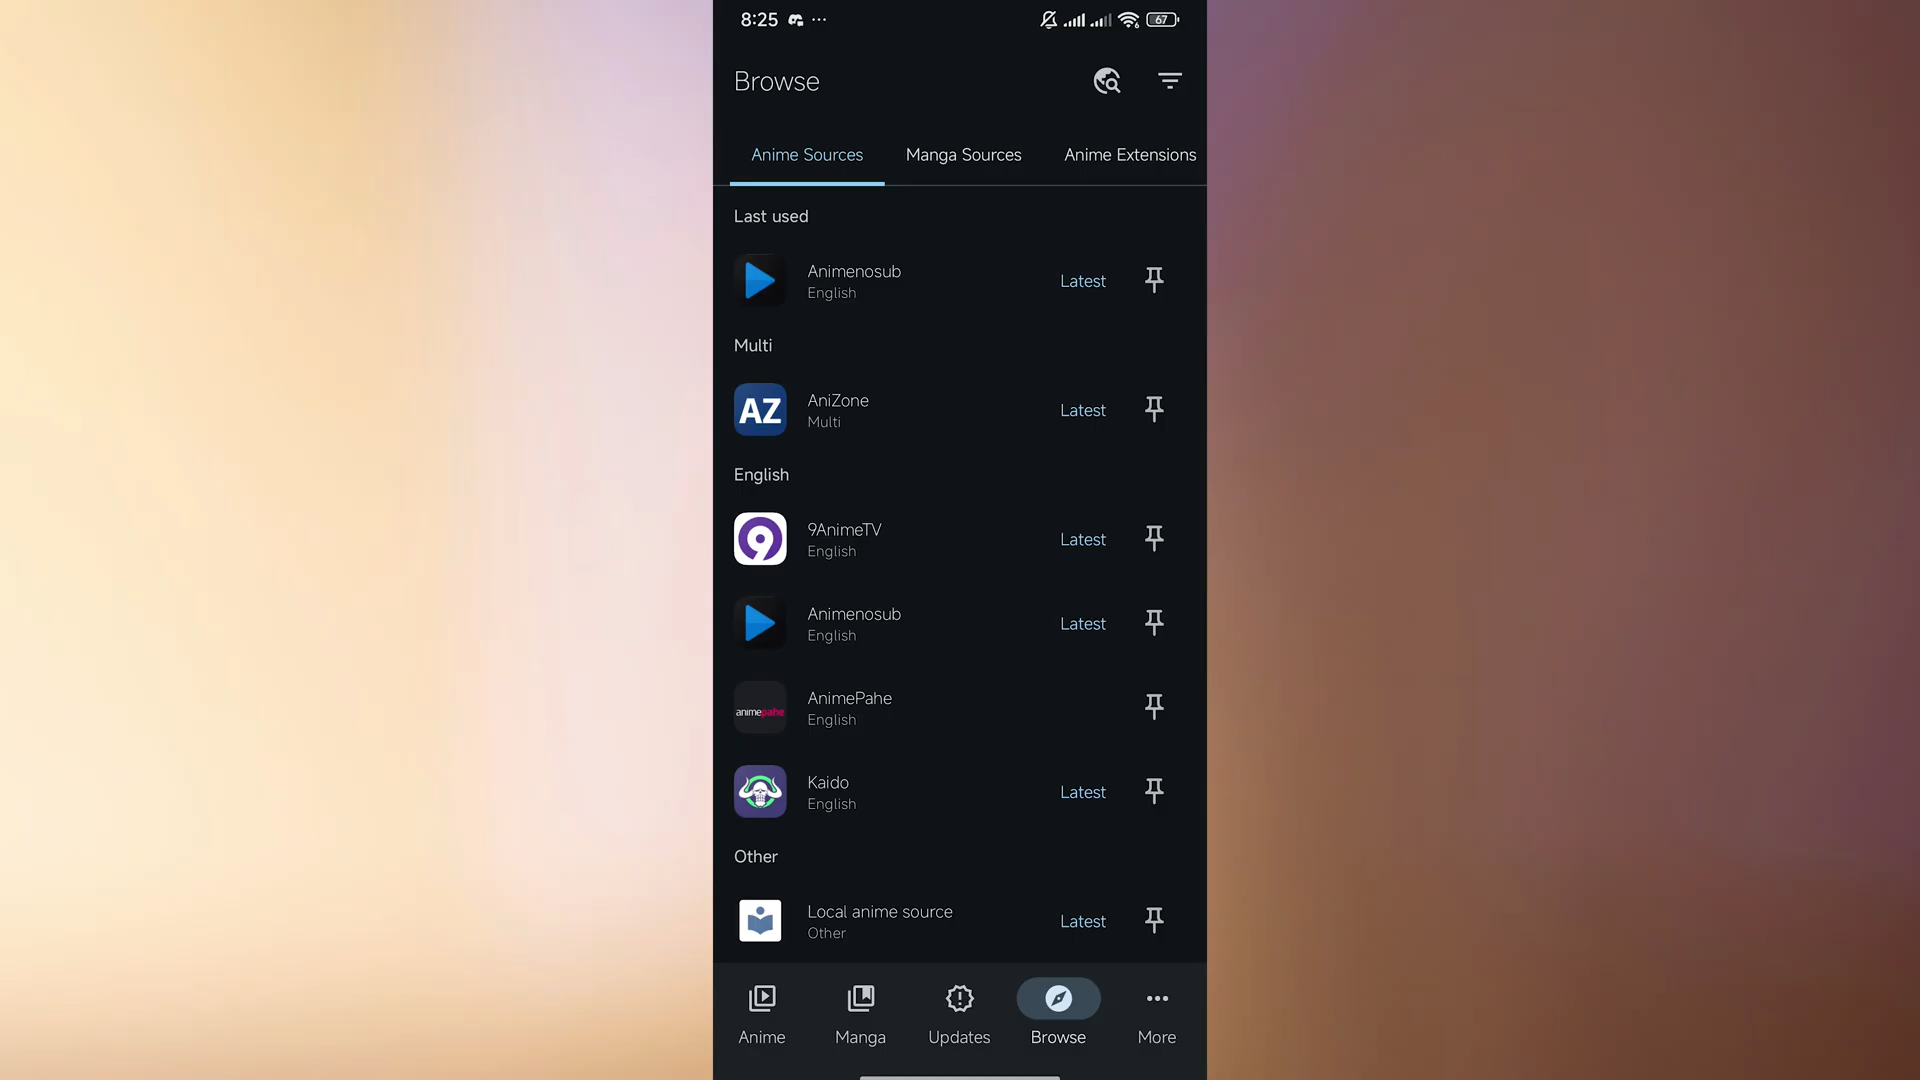 8:25
67
Browse
Anime Sources
Manga Sources
Anime Extensions
Last used
Animenosub
English
Latest
Multi
AZ
AniZone
Multi
Latest
English
9
9AnimeTV
English
Latest
Animenosub
English
Latest
animepahe
AnimePahe
English
Kaido
English
Latest
Other
Local anime source
Other
Latest
Anime
Manga
Updates
Browse
More